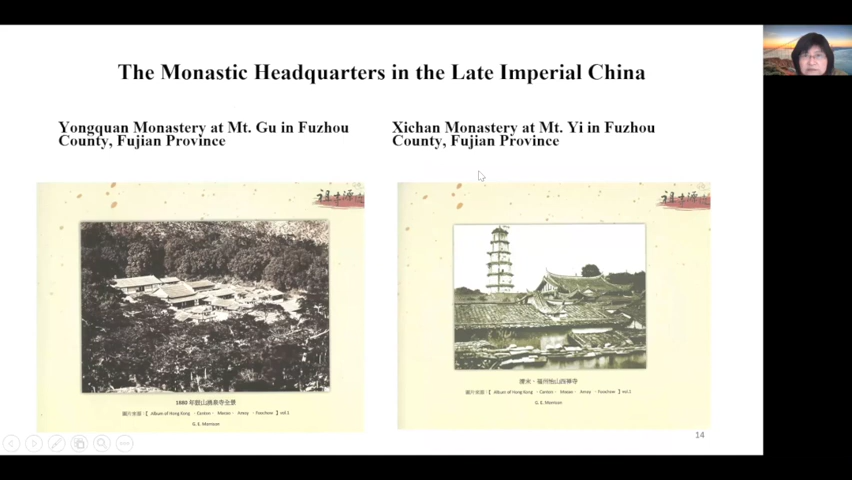 The Monastic Headquarters in the Late Imperial China
Yongquan Monastery at Mt. Gu in Fuzhou
County, Fujian Province
Xichan Monastery at Mt. Yi in Fuzhou
County, Fujian Province
1880 年鼓山湧泉寺全景
圖片來源：【 Album of Hong Kong ‧ Canton‧ Macao‧ Amoy ‧ Foochow 】vol.1
G. E. Morrison
清末‧福州怡山西禪寺
圖片來源：【 Album of Hong Kong ‧ Canton‧ Macao‧ Amoy ‧ Foochow 】vol.1
G. E. Morrison
14